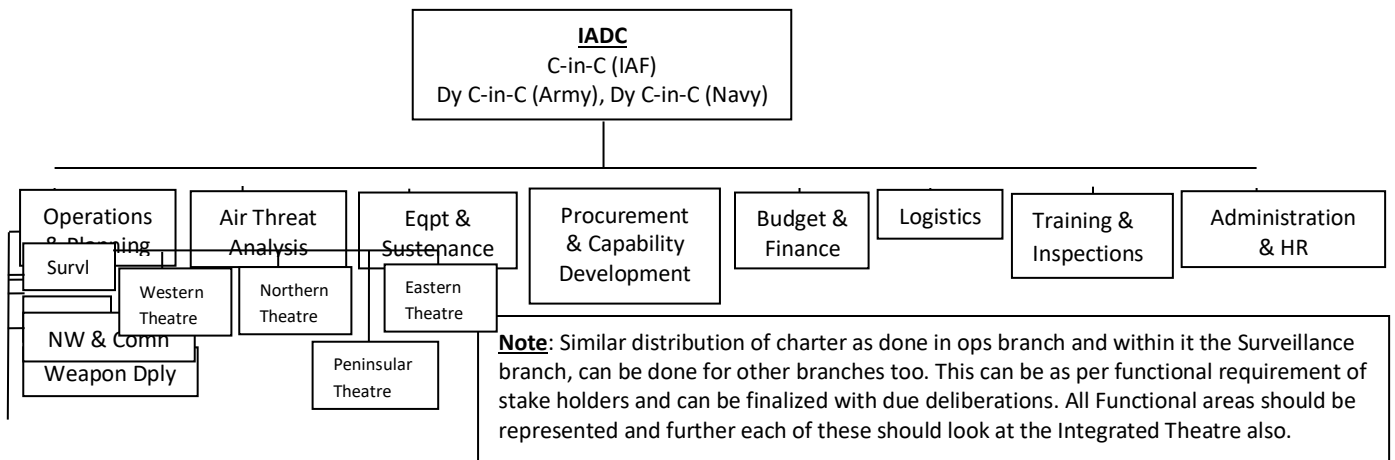 IADC
C-in-C (IAF)
Dy C-in-C (Army), Dy C-in-C (Navy)
Operations
& Planning
Air Threat
Analysis
Eqpt &
Sustenance
Procurement
& Capability
Development
Budget &
Finance
Logistics
Training &
Inspections
Administration
& HR
Survl
Western
Theatre
Northern
Theatre
Eastern
Theatre
NW & Comn
Weapon Dply
Peninsular
Theatre
Note: Similar distribution of charter as done in ops branch and within it the Surveillance
branch, can be done for other branches too. This can be as per functional requirement of
stake holders and can be finalized with due deliberations. All Functional areas should be
represented and further each of these should look at the Integrated Theatre also.